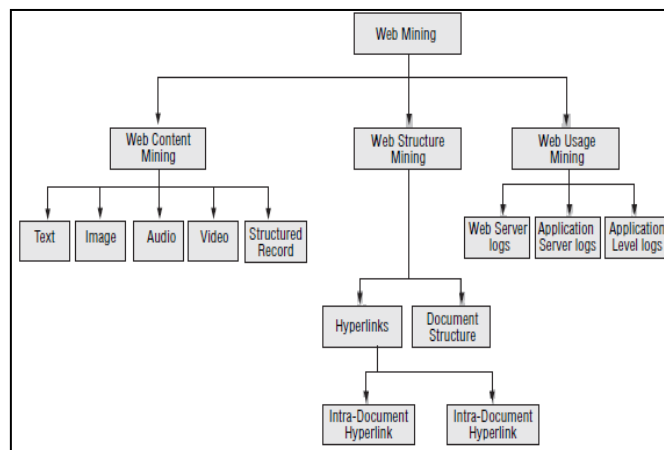 Web Mining
Web Content
Mining
Web Structure
Mining
Web Usage
Mining
Text
Image
Audio
Video
Structured
Record
Web Server
logs
Application
Server logs
Application
Level logs
Hyperlinks
Document
Structure
Intra-Document
Hyperlink
Intra-Document
Hyperlink